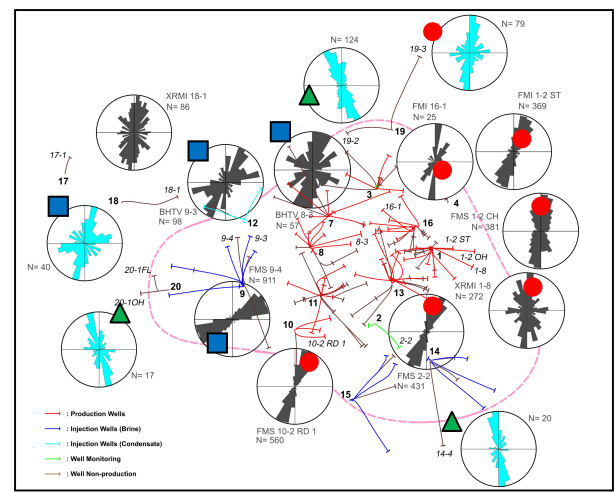 N= 79
N= 124
19-3
XRMI 18-1
N= 86
FMI 16-1
N= 25
FMI 1-2 ST
N= 369
19
19-2
17-1
17
18
18-1
3
4
16-1
BHTV 9-3
N= 98
12
BHTV 8-3
N= 57
7
16
FMS 1-2 CH
N= 381
9-4
9-3
8
8-3
1
1-2 ST
1-2 OH
1-8
N= 40
20-1FL
20
FMS 9-4
N= 911
9
11
13
XRMI 1-8
N= 272
20-1OH
10
10-2 RD 1
2
2-2
14
N= 17
FMS 2-2
N= 431
15
FMS 10-2 RD 1
N= 560
N= 20
14-4
: Production Wells
: Injection Wells (Brine)
: Injection Wells (Condensate)
: Well Monitoring
: Well Non-production